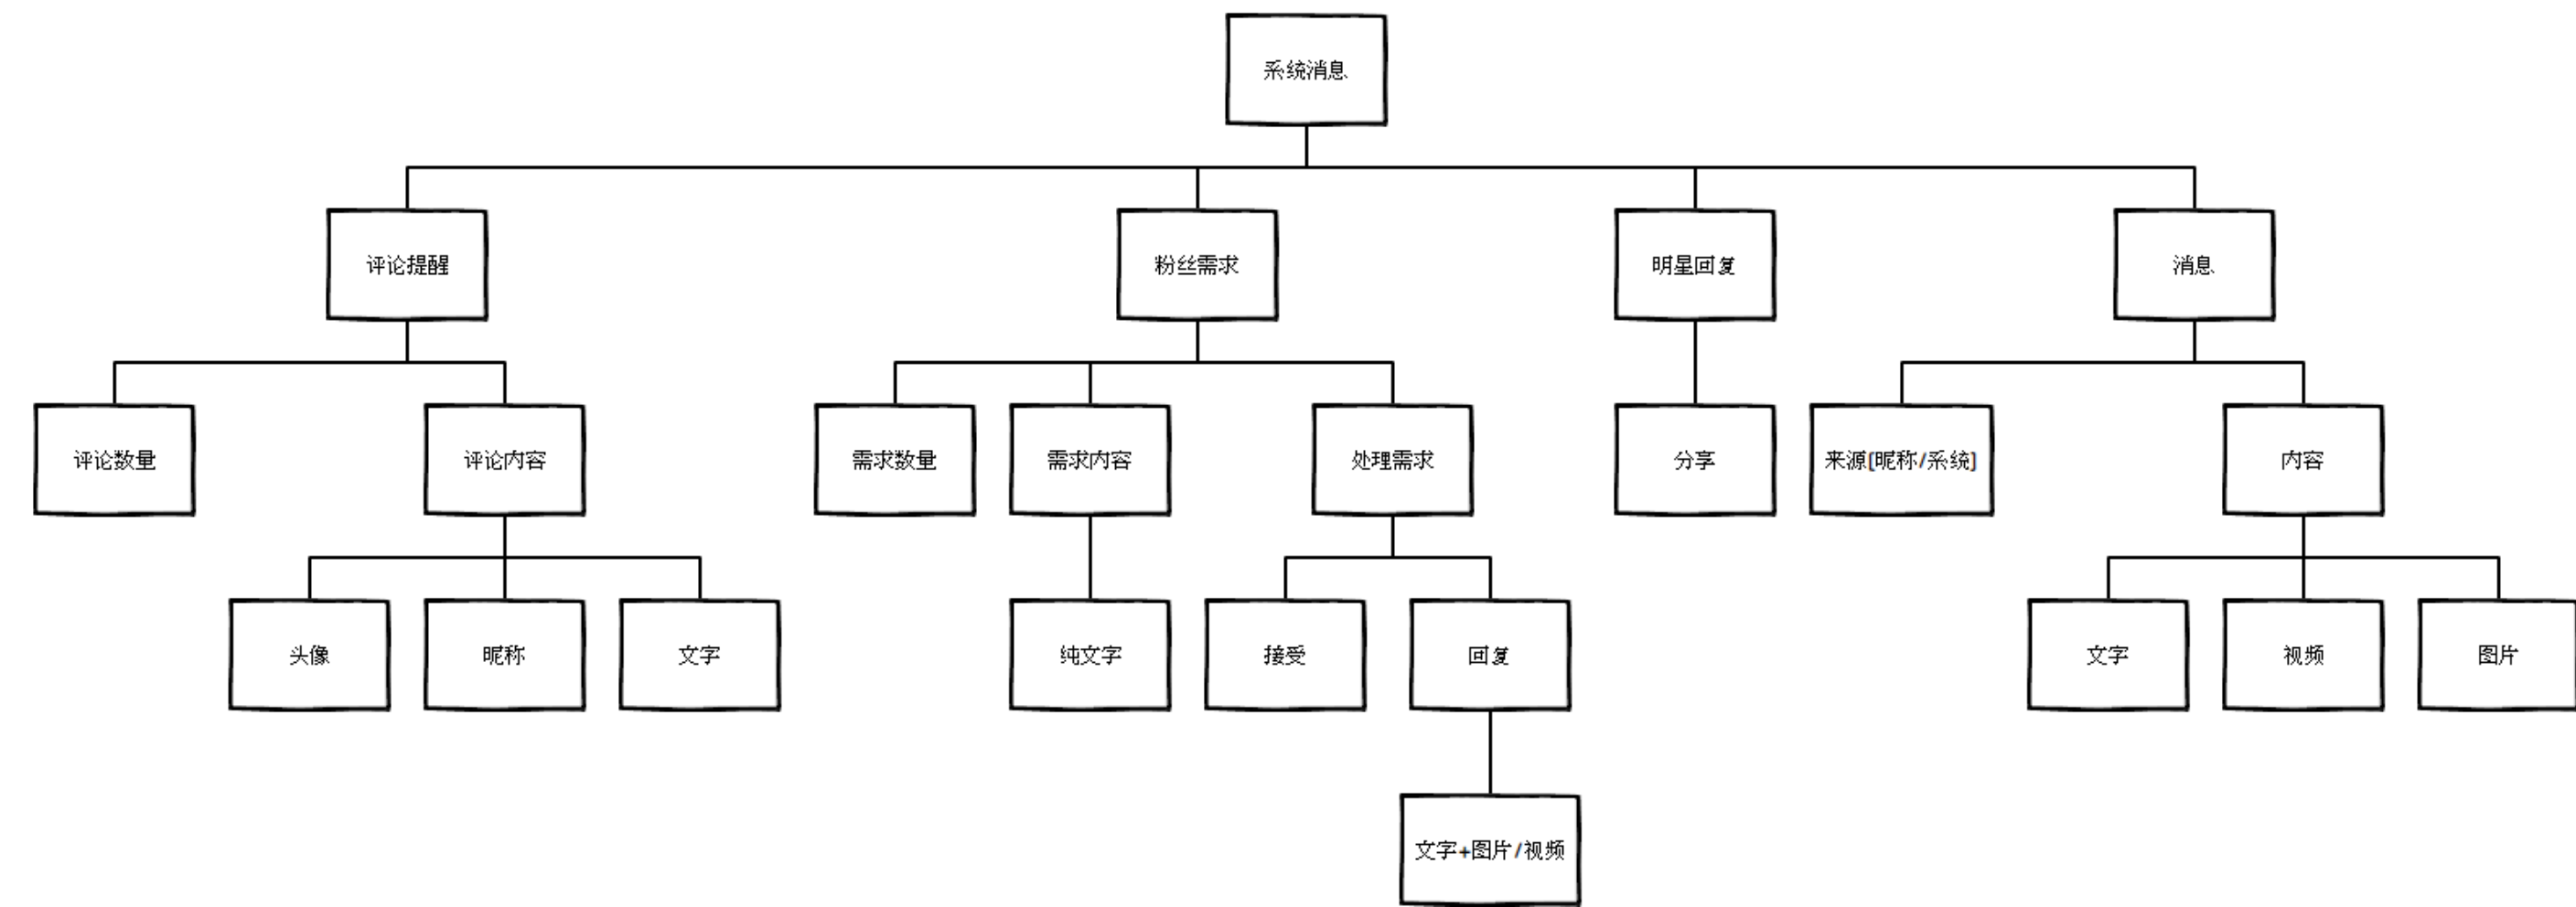 系统消息
评论提醒
粉丝需求
明星回复
消息
评论数量
评论内容
需求数量
需求内容
处理需求
分享
来源(昵称/系统)
内容
头像
昵称
文字
纯文字
接受
回复
文字
视频
图片
文字+图片/视频